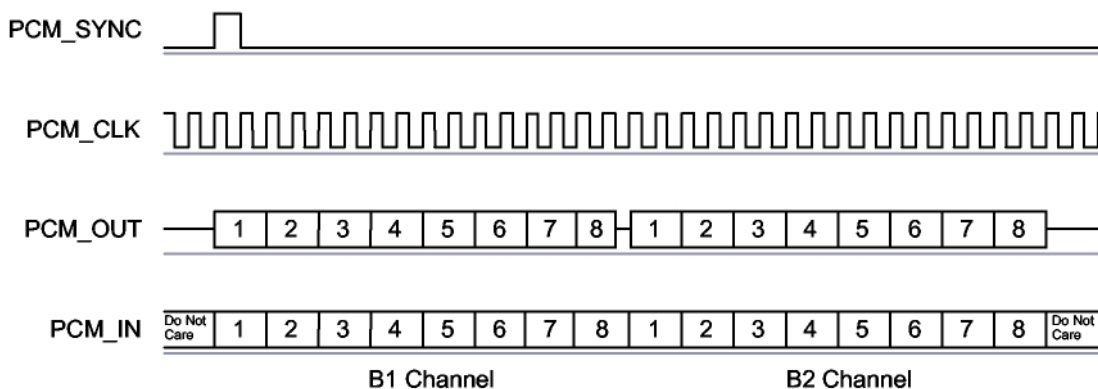 PCM_SYNC
PCM_CLK
PCM_OUT 1 2 3 4 5 6 7 8 1 2 3 4 5 6 7 8
PCM_IN Do Not Care 1 2 3 4 5 6 7 8 1 2 3 4 5 6 7 8 Do Not Care
B1 Channel B2 Channel